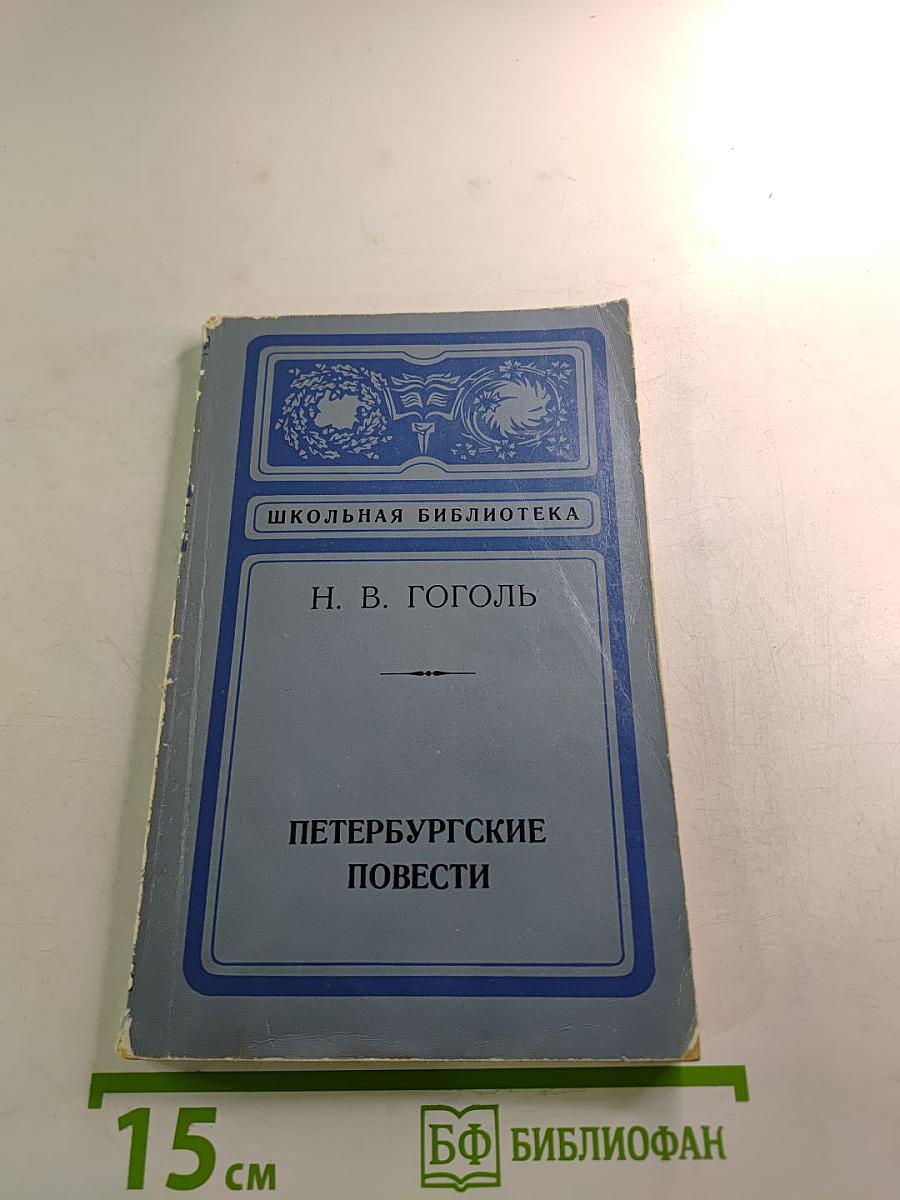 ШКОЛЬНАЯ БИБЛИОТЕКА
Н. В. ГОГОЛЬ
ПЕТЕРБУРГСКИЕ
ПОВЕСТИ
15 см
БФ БИБЛИОФАН